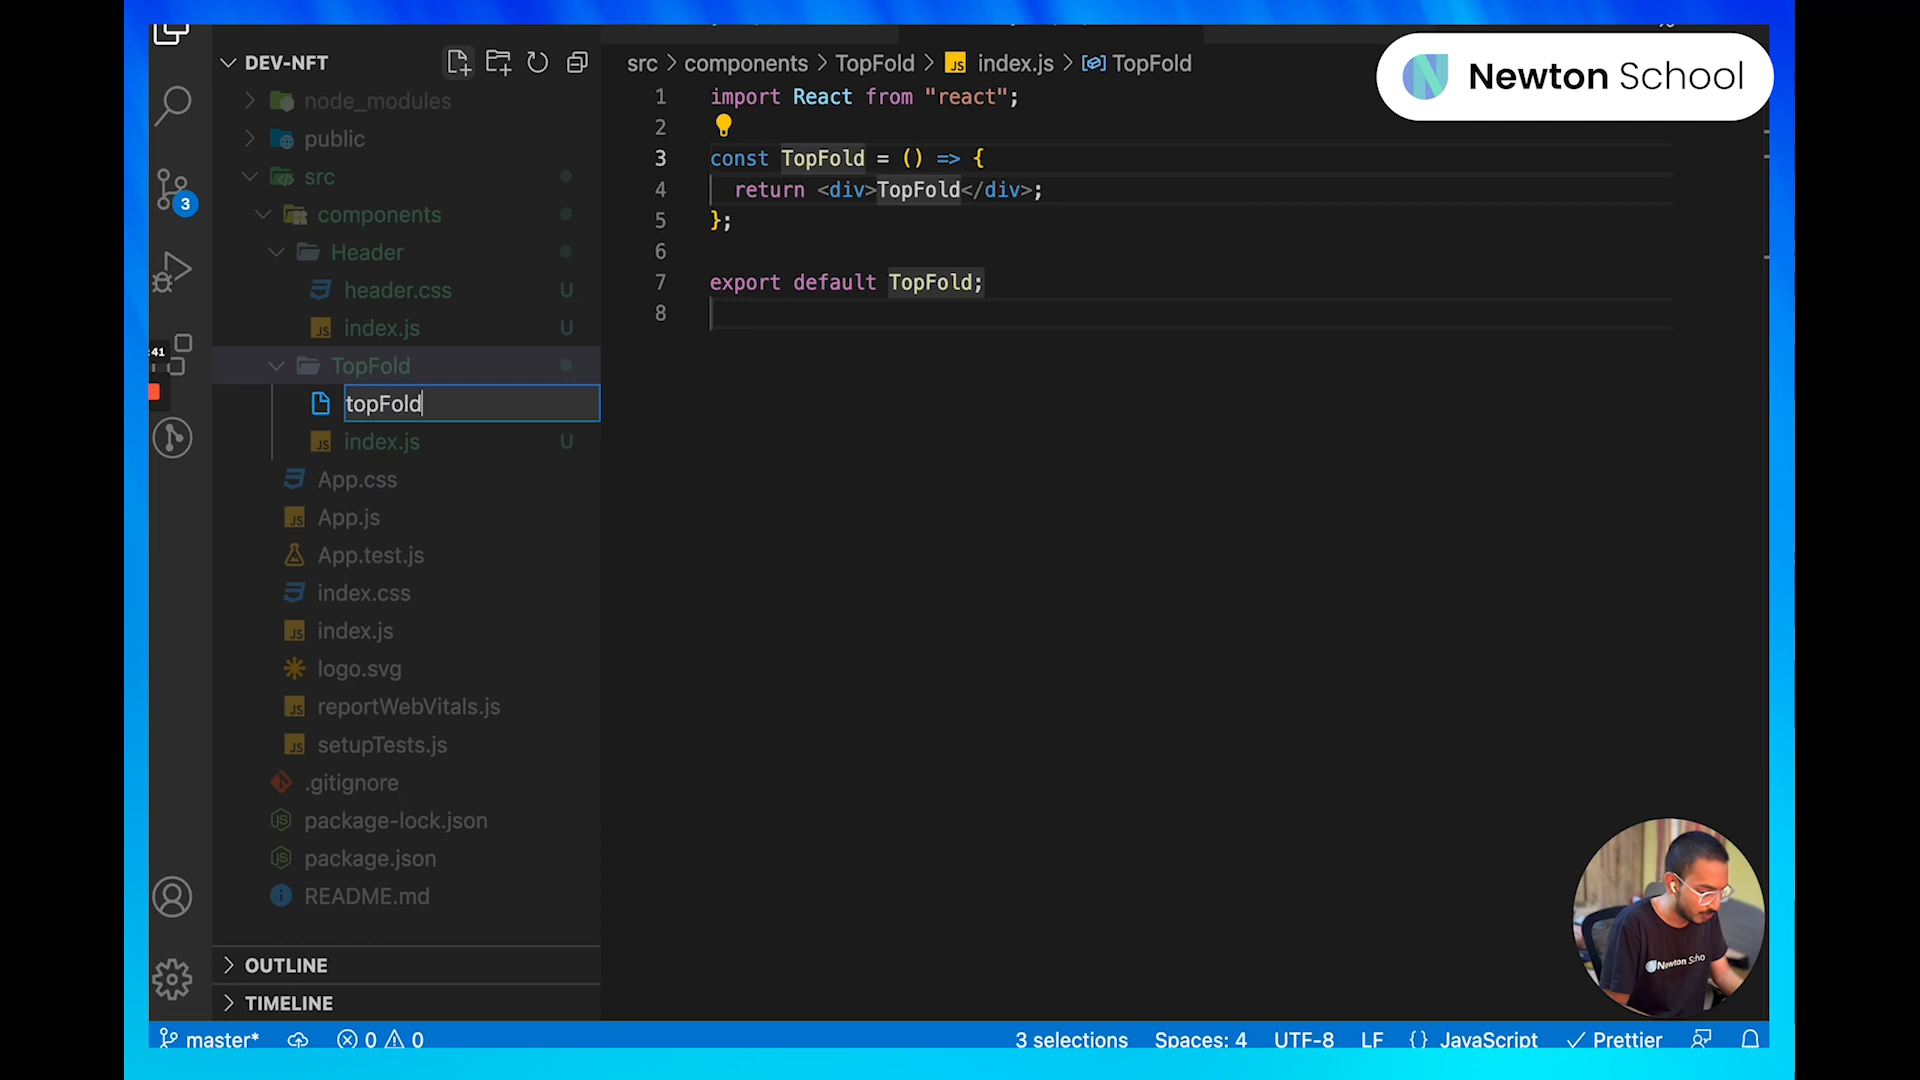 DEV-NFT
node_modules
public
src
components
Header
header.css U
index.js U
TopFold
topFold
index.js U
App.css
App.js
App.test.js
index.css
index.js
logo.svg
reportWebVitals.js
setupTests.js
.gitignore
package-lock.json
package.json
README.md
OUTLINE
TIMELINE
3
:41
src > components > TopFold > JS index.js > TopFold
1 import React from "react";
2
3 const TopFold = () => {
4 return <div>TopFold</div>;
5 };
6
7 export default TopFold;
8
Newton School
Newton Scho
master* 0 0 3 selections Spaces: 4 UTF-8 LF {} JavaScript Prettier